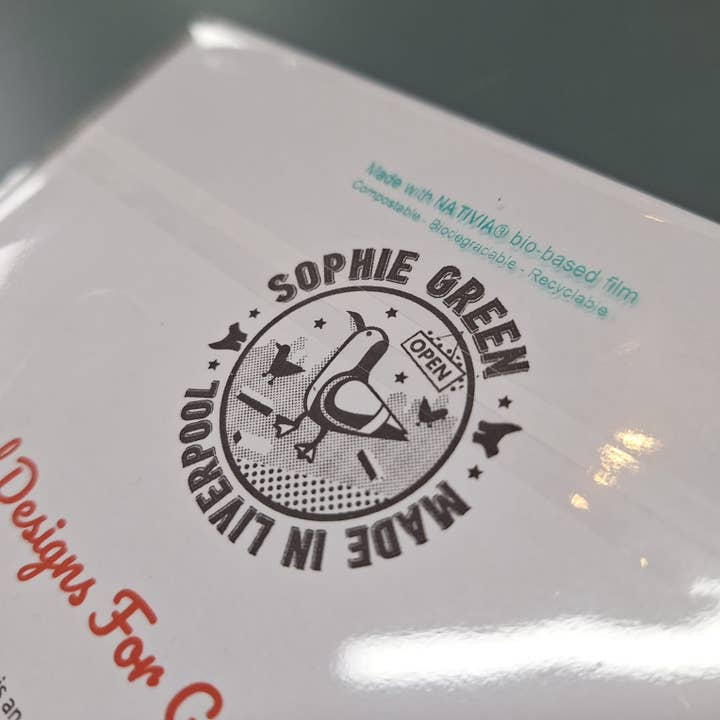 Made with NATIVIA® bio-based film
Compostable - Biodegradable - Recyclable
SOPHIE GREEN
OPEN
MADE IN LIVERPOOL
Designs For